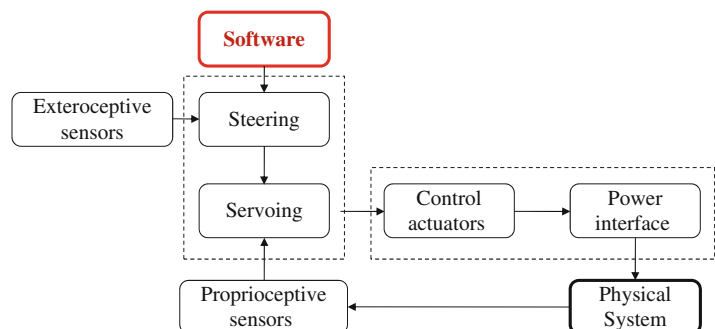 Software
Exteroceptive
sensors
Steering
Servoing
Control
actuators
Power
interface
Proprioceptive
sensors
Physical
System